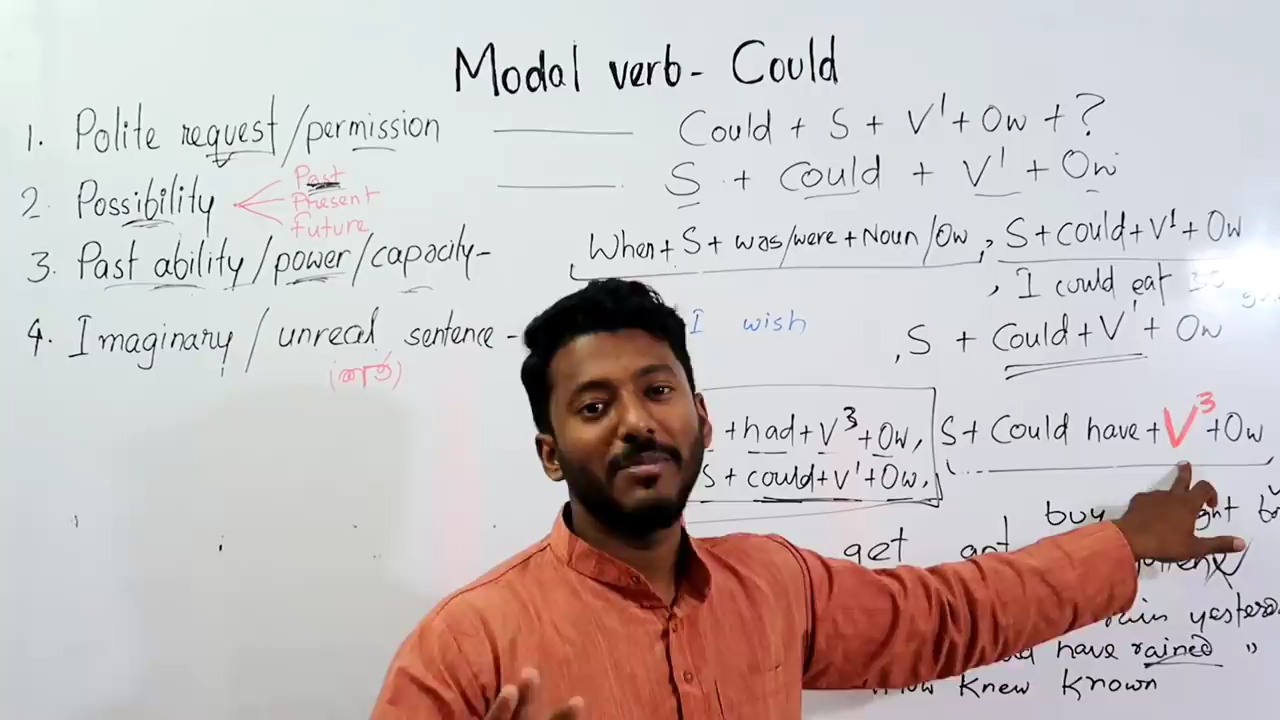 Modal verb- Could
1. Polite request/permission ——— Could + S + V¹ + Ow + ?
2. Possibility Past ——— S + could + V¹ + Ow
Present
Future
3. Past ability/power/capacity- When + S + was/were + Noun/Ow, S + could + V¹ + Ow
, I could eat 30
4. Imaginary/unreal sentence - I wish , S + Could + V¹ + Ow
+ had + V³ + Ow, S + Could have + V³ + Ow
S + could + V¹ + Ow,
buy
get got
yesterd
have rained "
knew known